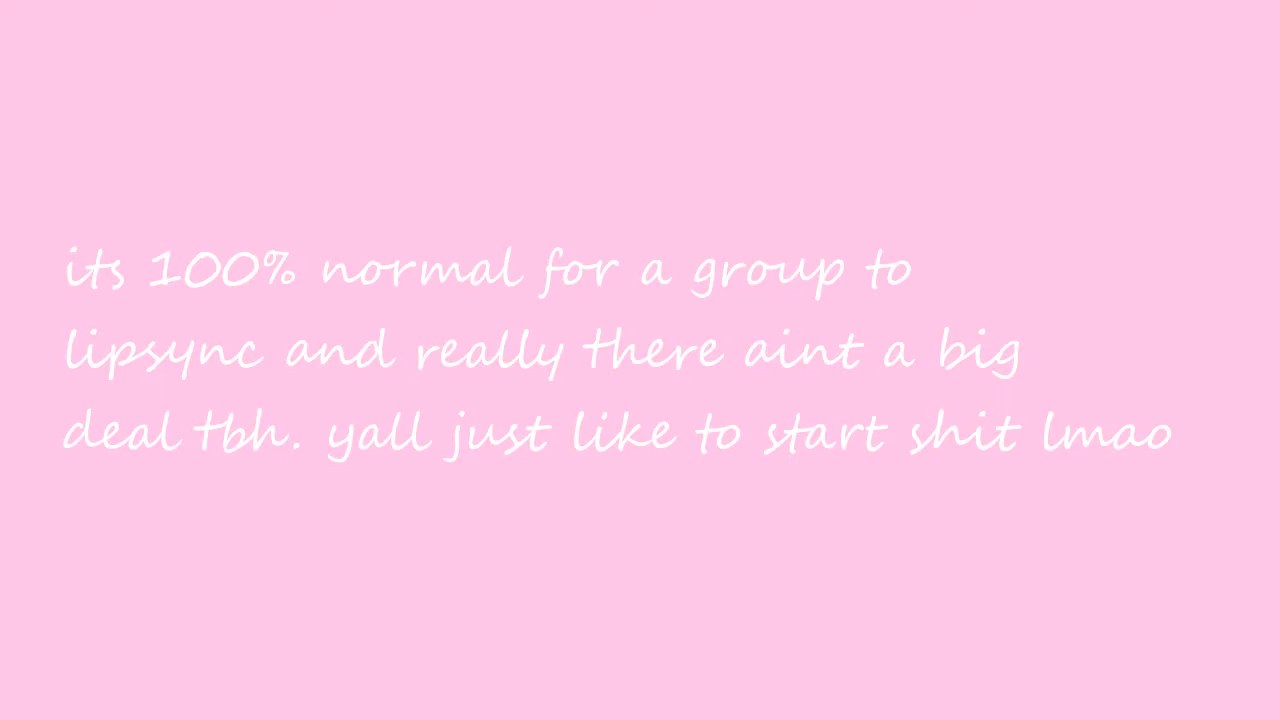 its 100% normal for a group to
lipsync and really there aint a big
deal tbh. yall just like to start shit lmao